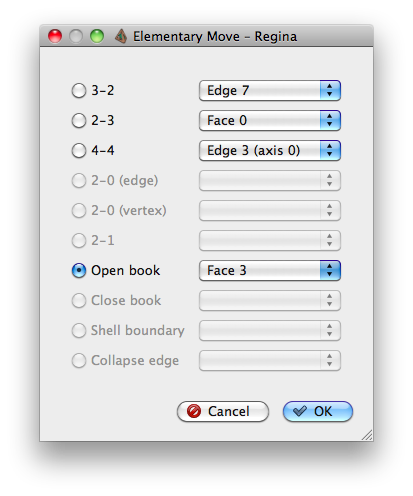 Elementary Move – Regina
3-2 Edge 7
2-3 Face 0
4-4 Edge 3 (axis 0)
2-0 (edge)
2-0 (vertex)
2-1
Open book Face 3
Close book
Shell boundary
Collapse edge
Cancel OK